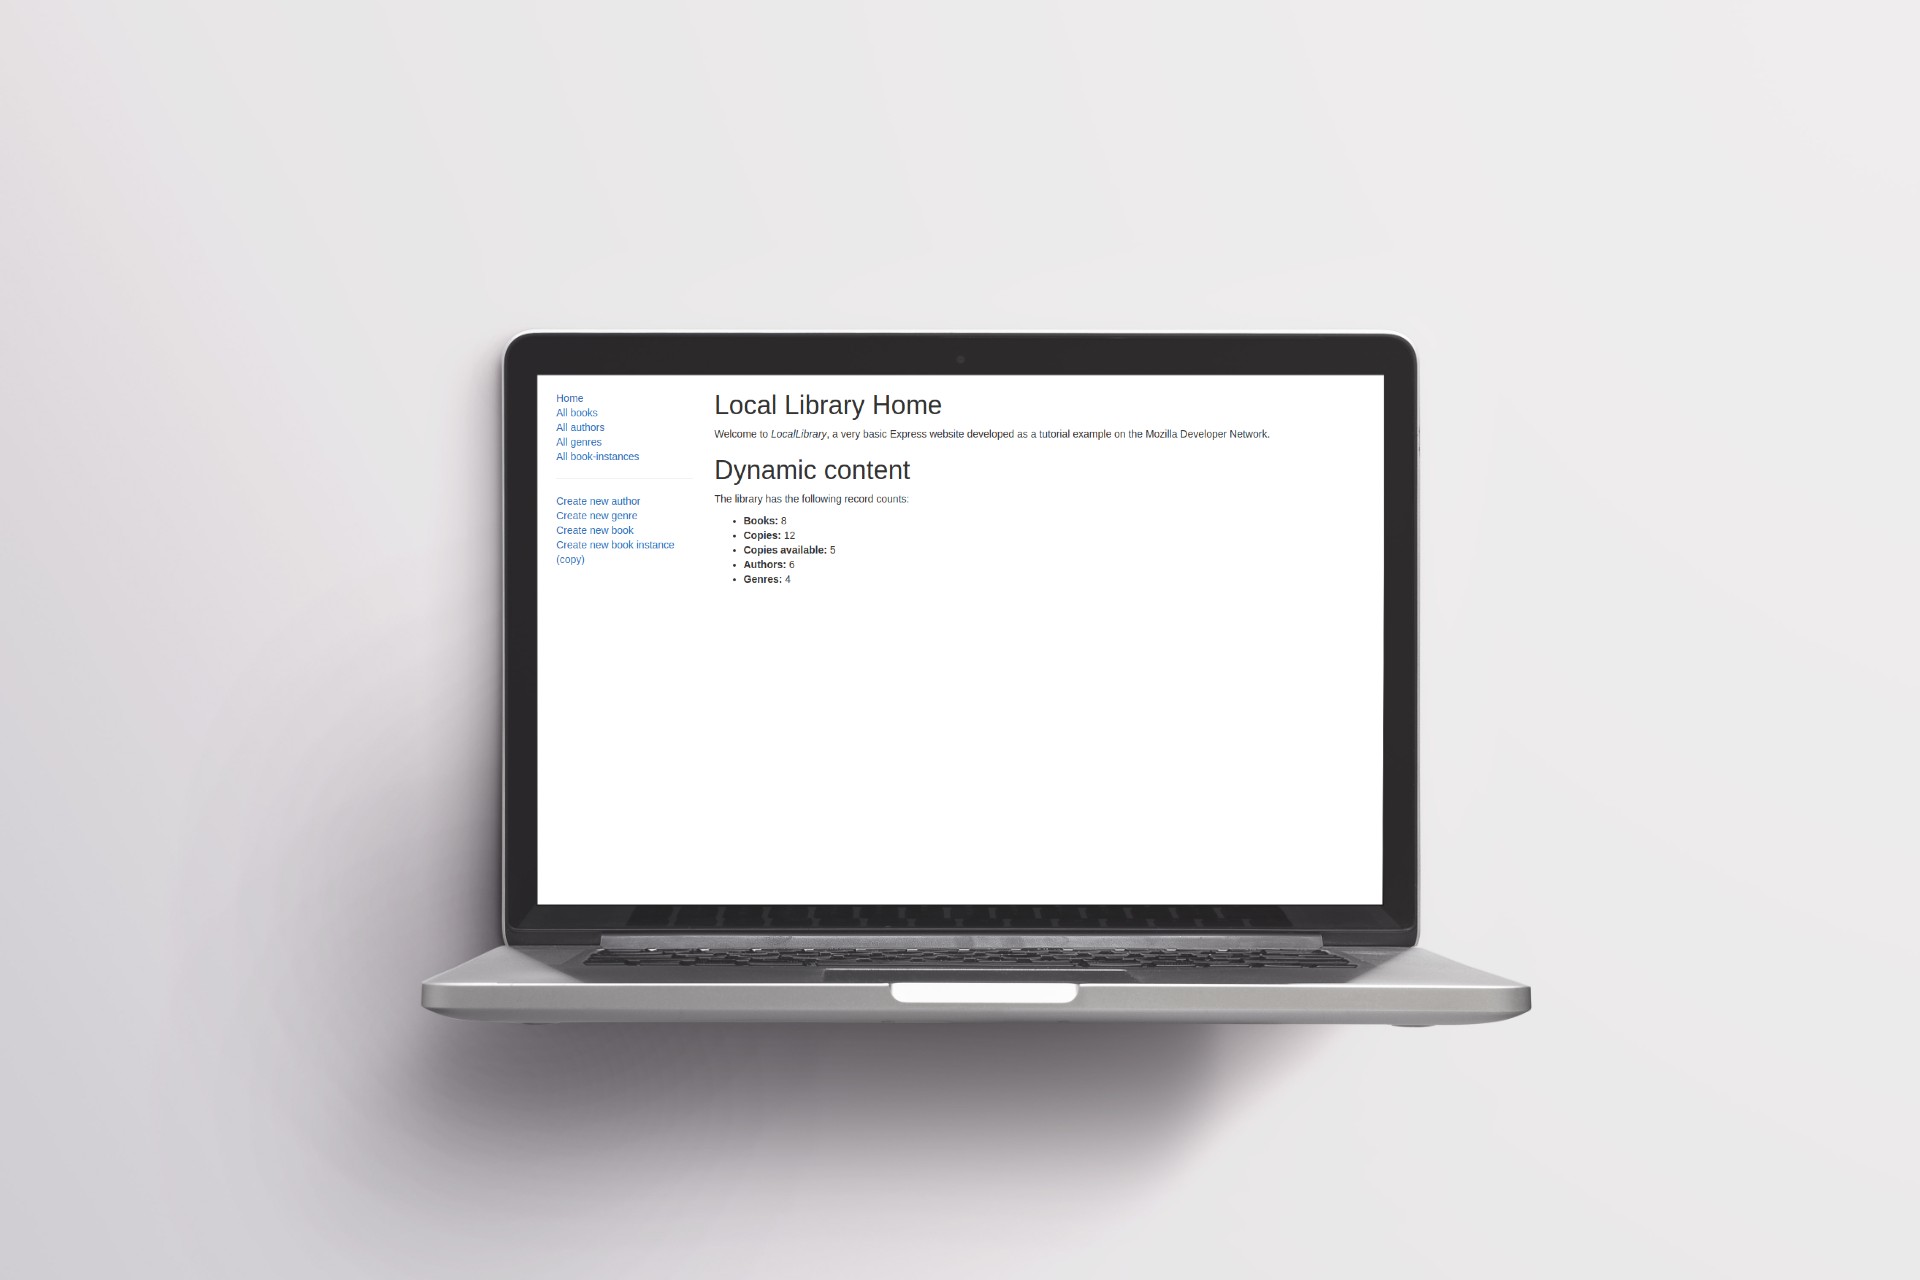 Home
All books
All authors
All genres
All book-instances
Create new author
Create new genre
Create new book
Create new book instance
(copy)
Local Library Home
Welcome to LocalLibrary, a very basic Express website developed as a tutorial example on the Mozilla Developer Network.
Dynamic content
The library has the following record counts:
• Books: 8
• Copies: 12
• Copies available: 5
• Authors: 6
• Genres: 4